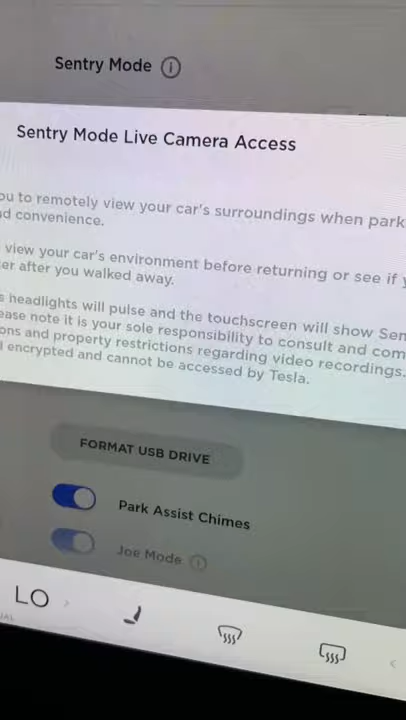 Sentry Mode
Sentry Mode Live Camera Access
you to remotely view your car's surroundings when park
convenience.
view your car's environment before returning or see if
after you walked away.
headlights will pulse and the touchscreen will show Sen
ease note it is your sole responsibility to consult and com
ons and property restrictions regarding video recordings.
encrypted and cannot be accessed by Tesla.
FORMAT USB DRIVE
Park Assist Chimes
Joe Mode
LO